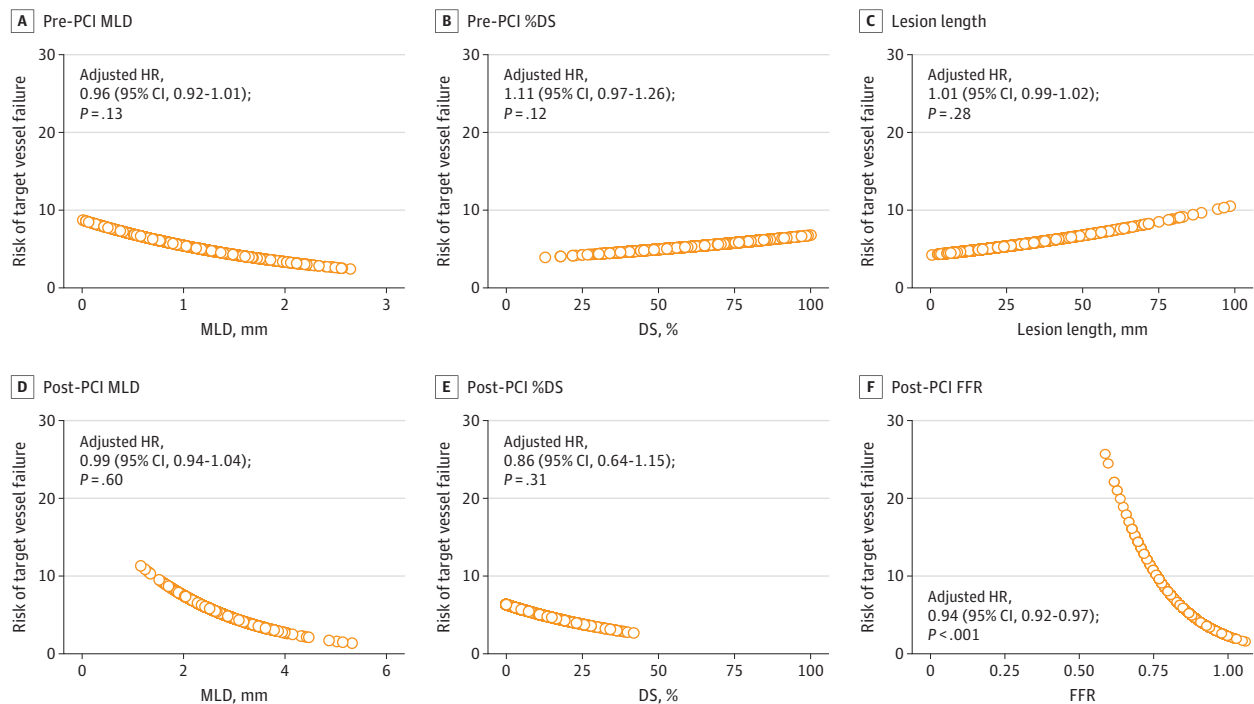 A Pre-PCI MLD
Risk of target vessel failure
30
20
10
0
Adjusted HR,
0.96 (95% CI, 0.92-1.01);
P = .13
0 1 2 3
MLD, mm
B Pre-PCI %DS
Risk of target vessel failure
30
20
10
0
Adjusted HR,
1.11 (95% CI, 0.97-1.26);
P = .12
0 25 50 75 100
DS, %
C Lesion length
Risk of target vessel failure
30
20
10
0
Adjusted HR,
1.01 (95% CI, 0.99-1.02);
P = .28
0 25 50 75 100
Lesion length, mm
D Post-PCI MLD
Risk of target vessel failure
30
20
10
0
Adjusted HR,
0.99 (95% CI, 0.94-1.04);
P = .60
0 2 4 6
MLD, mm
E Post-PCI %DS
Risk of target vessel failure
30
20
10
0
Adjusted HR,
0.86 (95% CI, 0.64-1.15);
P = .31
0 25 50 75 100
DS, %
F Post-PCI FFR
Risk of target vessel failure
30
20
10
0
Adjusted HR,
0.94 (95% CI, 0.92-0.97);
P <.001
0 0.25 0.50 0.75 1.00
FFR